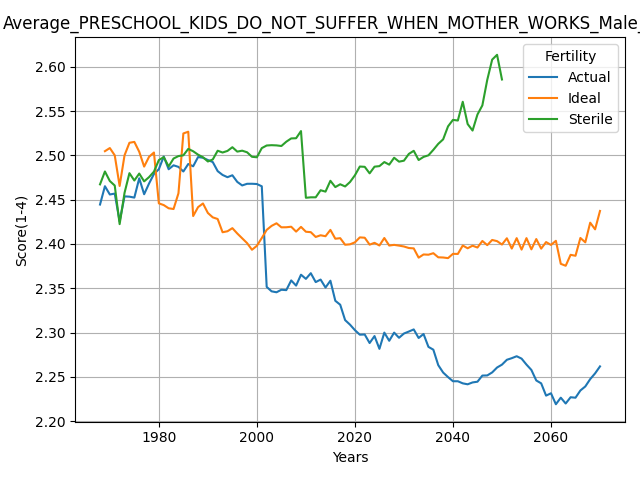 Average_PRESCHOOL_KIDS_DO_NOT_SUFFER_WHEN_MOTHER_WORKS_Male_
Fertility
Actual
Ideal
Sterile
2.60
2.55
2.50
2.45
2.40
2.35
2.30
2.25
2.20
Score(1-4)
1980 2000 2020 2040 2060
Years